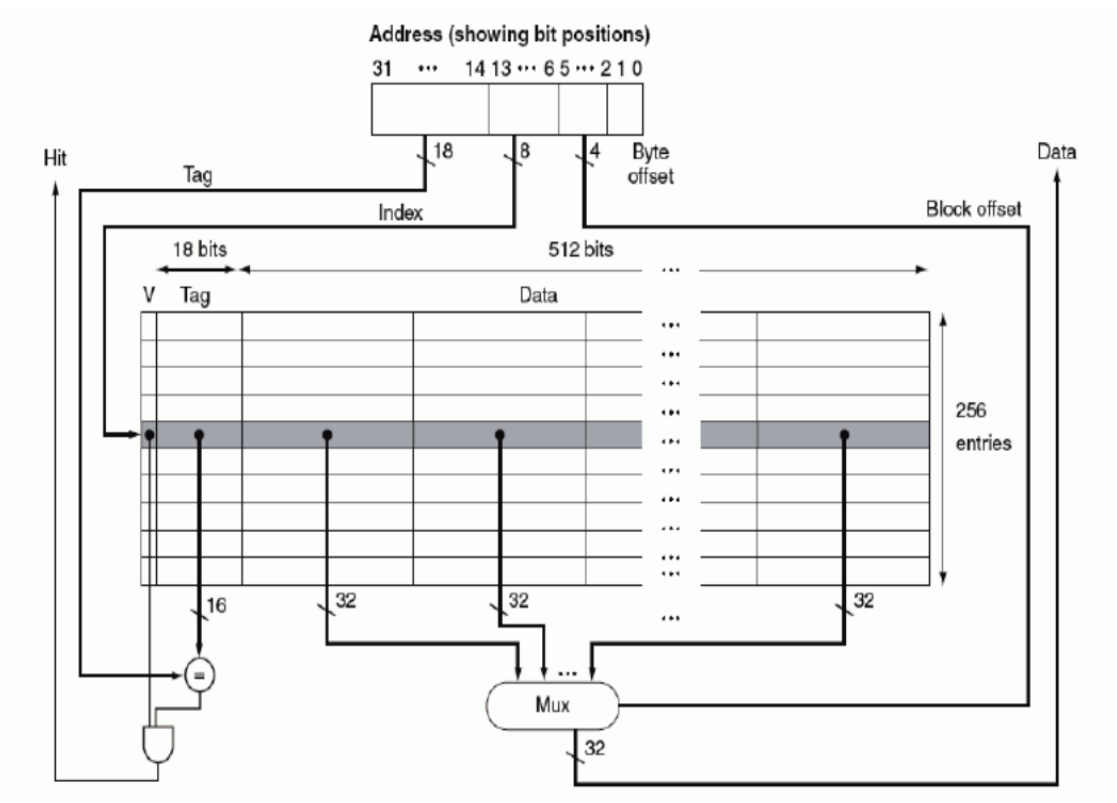 Address (showing bit positions)
31 ··· 14 13 ··· 6 5 ··· 2 1 0
18 8 4 Byte
offset
Hit
Data
Tag
Index
Block offset
18 bits
512 bits
···
V Tag Data
···
···
···
···
···
···
···
···
···
···
256
entries
16 32 32 ··· 32
=
···
Mux
32